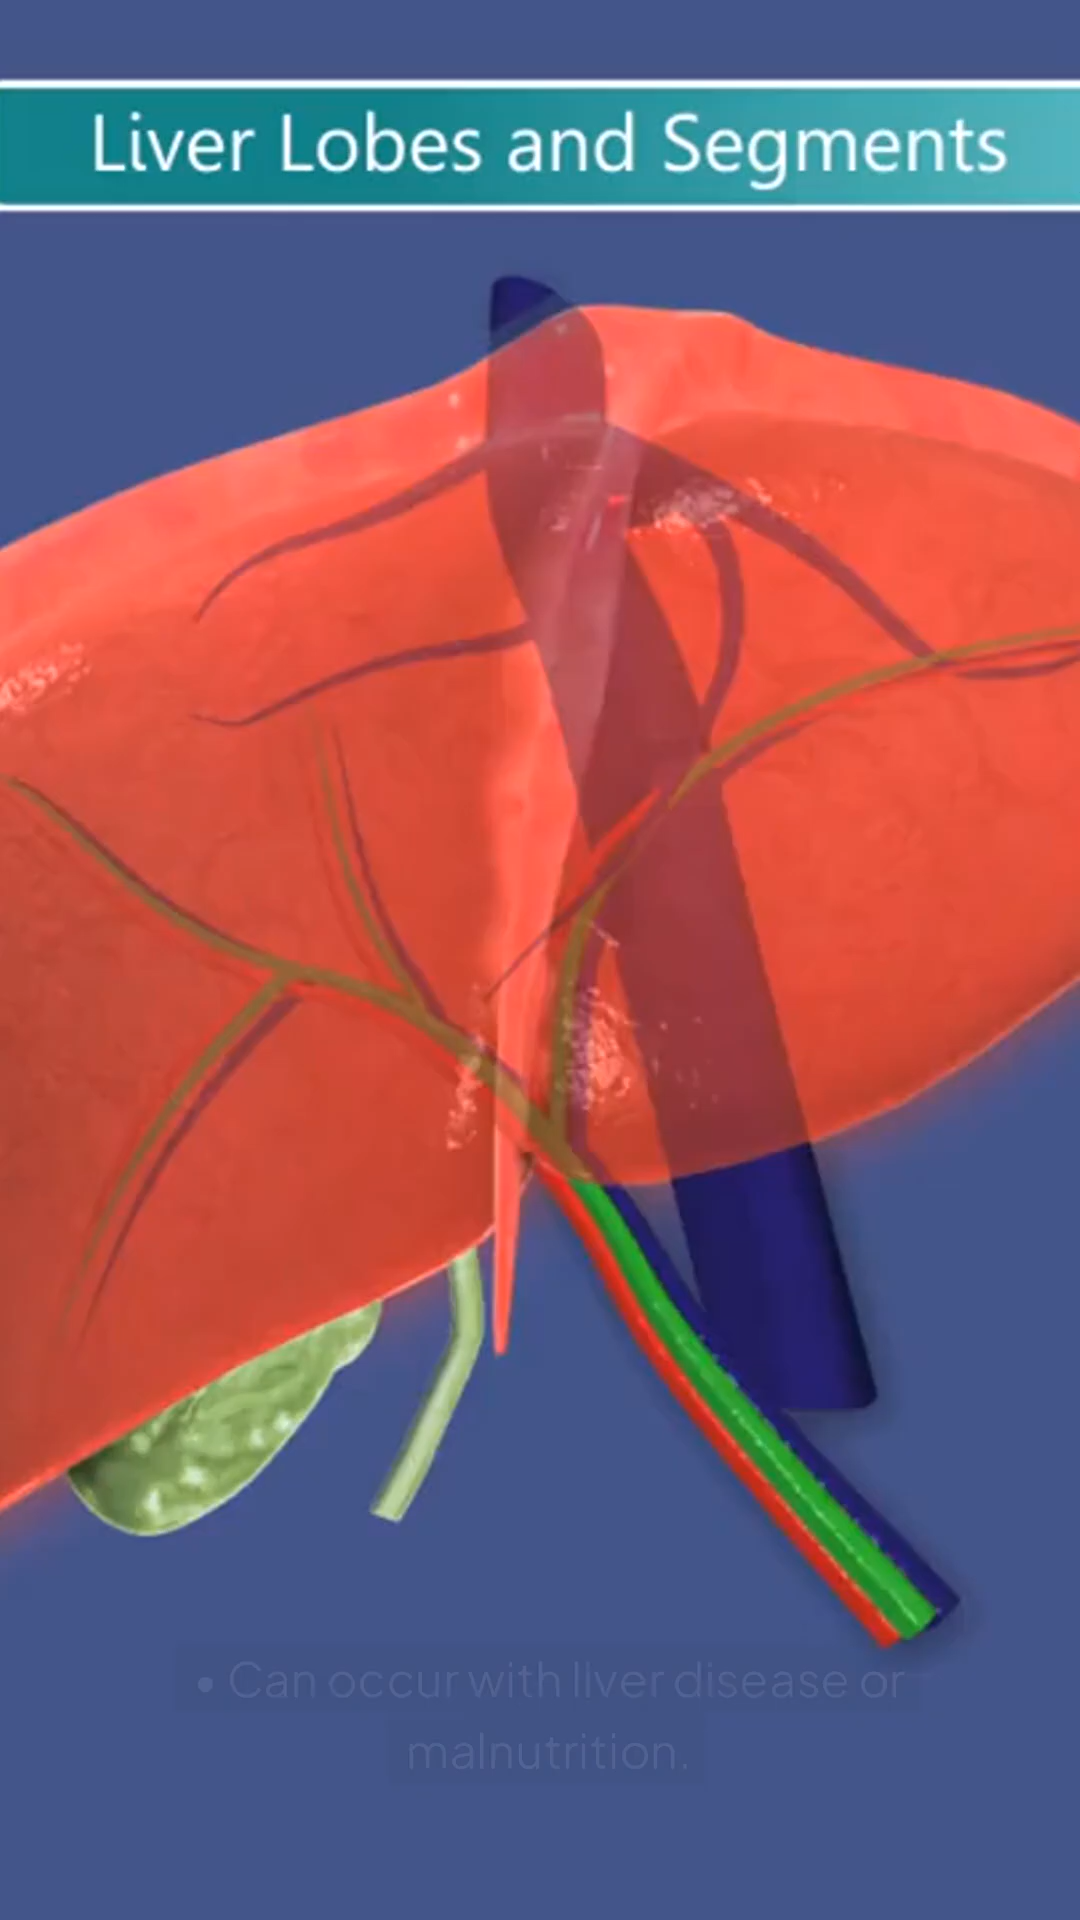 Liver Lobes and Segments
• Can occur with liver disease or
malnutrition.